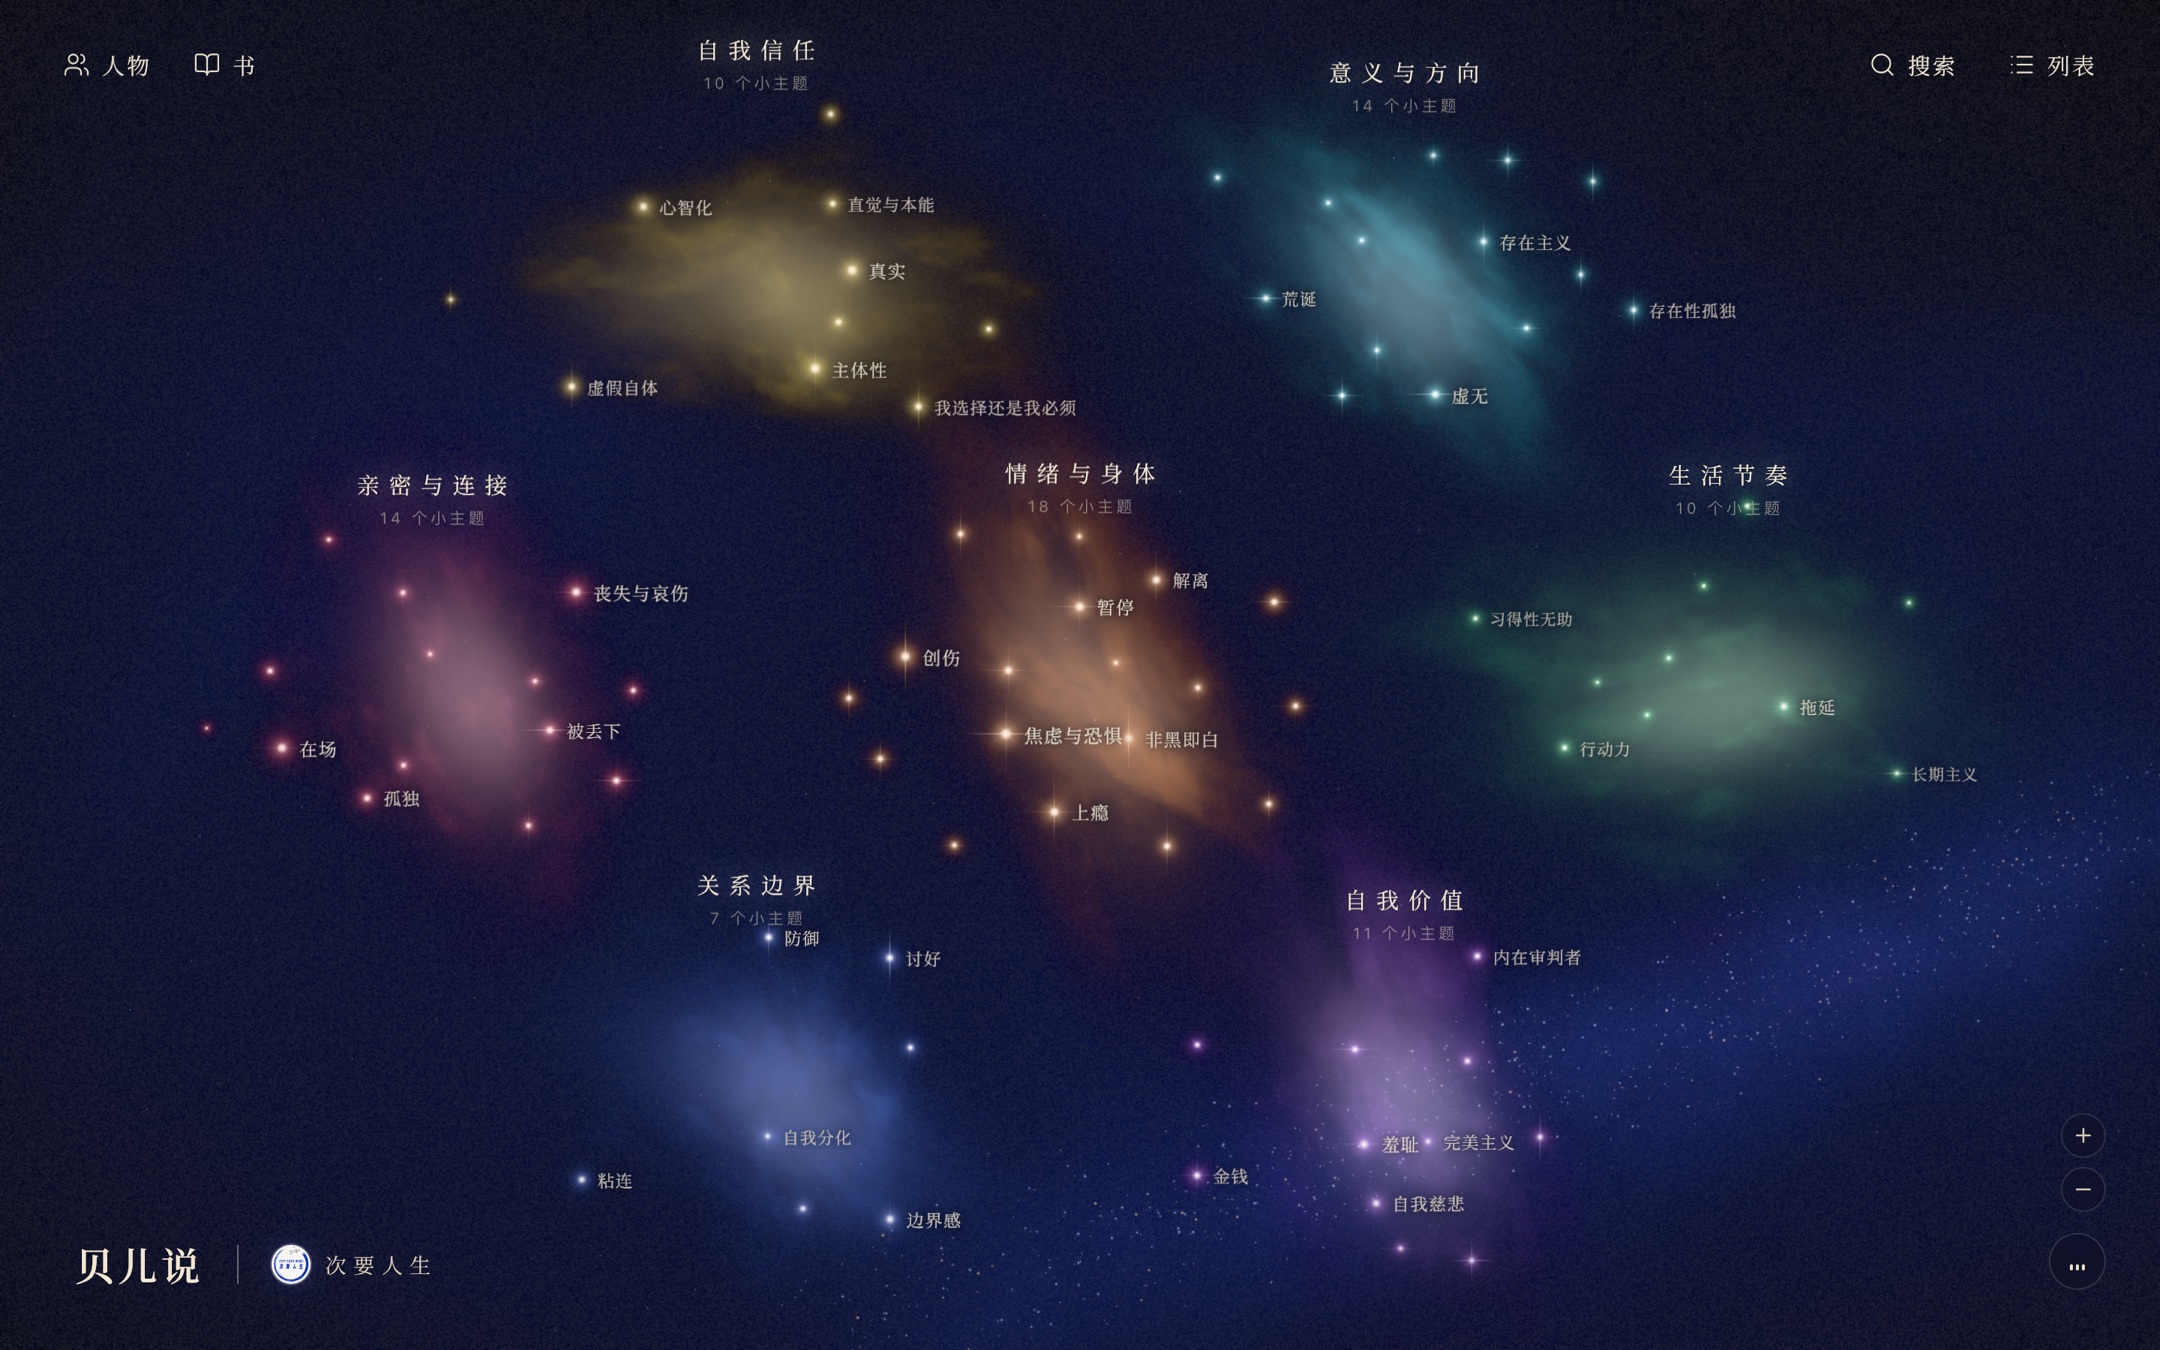 人物
书
搜索
列表
自我信任
10 个小主题
心智化
直觉与本能
真实
主体性
虚假自体
我选择还是我必须
意义与方向
14 个小主题
存在主义
荒诞
存在性孤独
虚无
亲密与连接
14 个小主题
丧失与哀伤
被丢下
在场
孤独
情绪与身体
18 个小主题
解离
暂停
创伤
焦虑与恐惧
非黑即白
上瘾
生活节奏
10 个小主题
习得性无助
拖延
行动力
长期主义
关系边界
7 个小主题
防御
讨好
自我分化
粘连
边界感
自我价值
11 个小主题
内在审判者
羞耻
完美主义
金钱
自我慈悲
贝儿说
次要人生